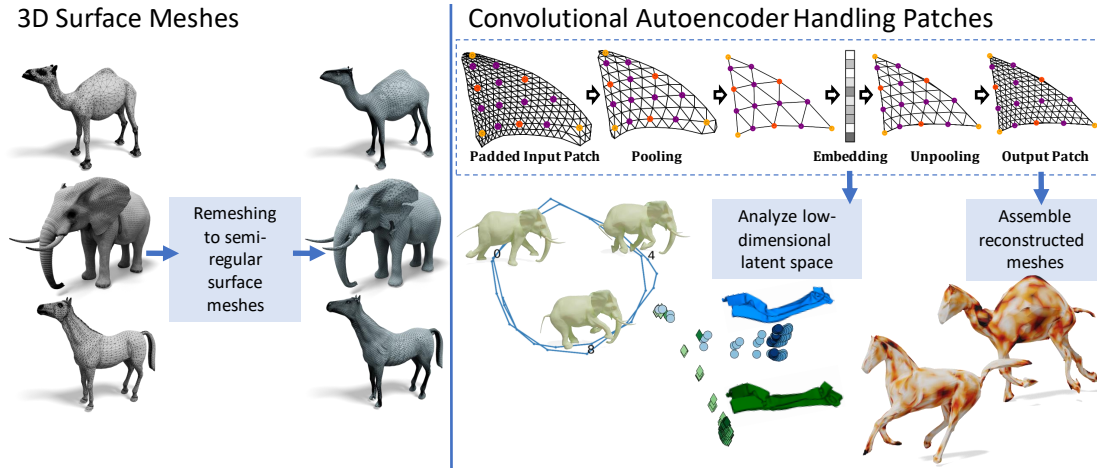 3D Surface Meshes
Remeshing
to semi-
regular
surface
meshes
Convolutional Autoencoder Handling Patches
Padded Input Patch
Pooling
Embedding
Unpooling
Output Patch
0
4
8
Analyze low-
dimensional
latent space
Assemble
reconstructed
meshes